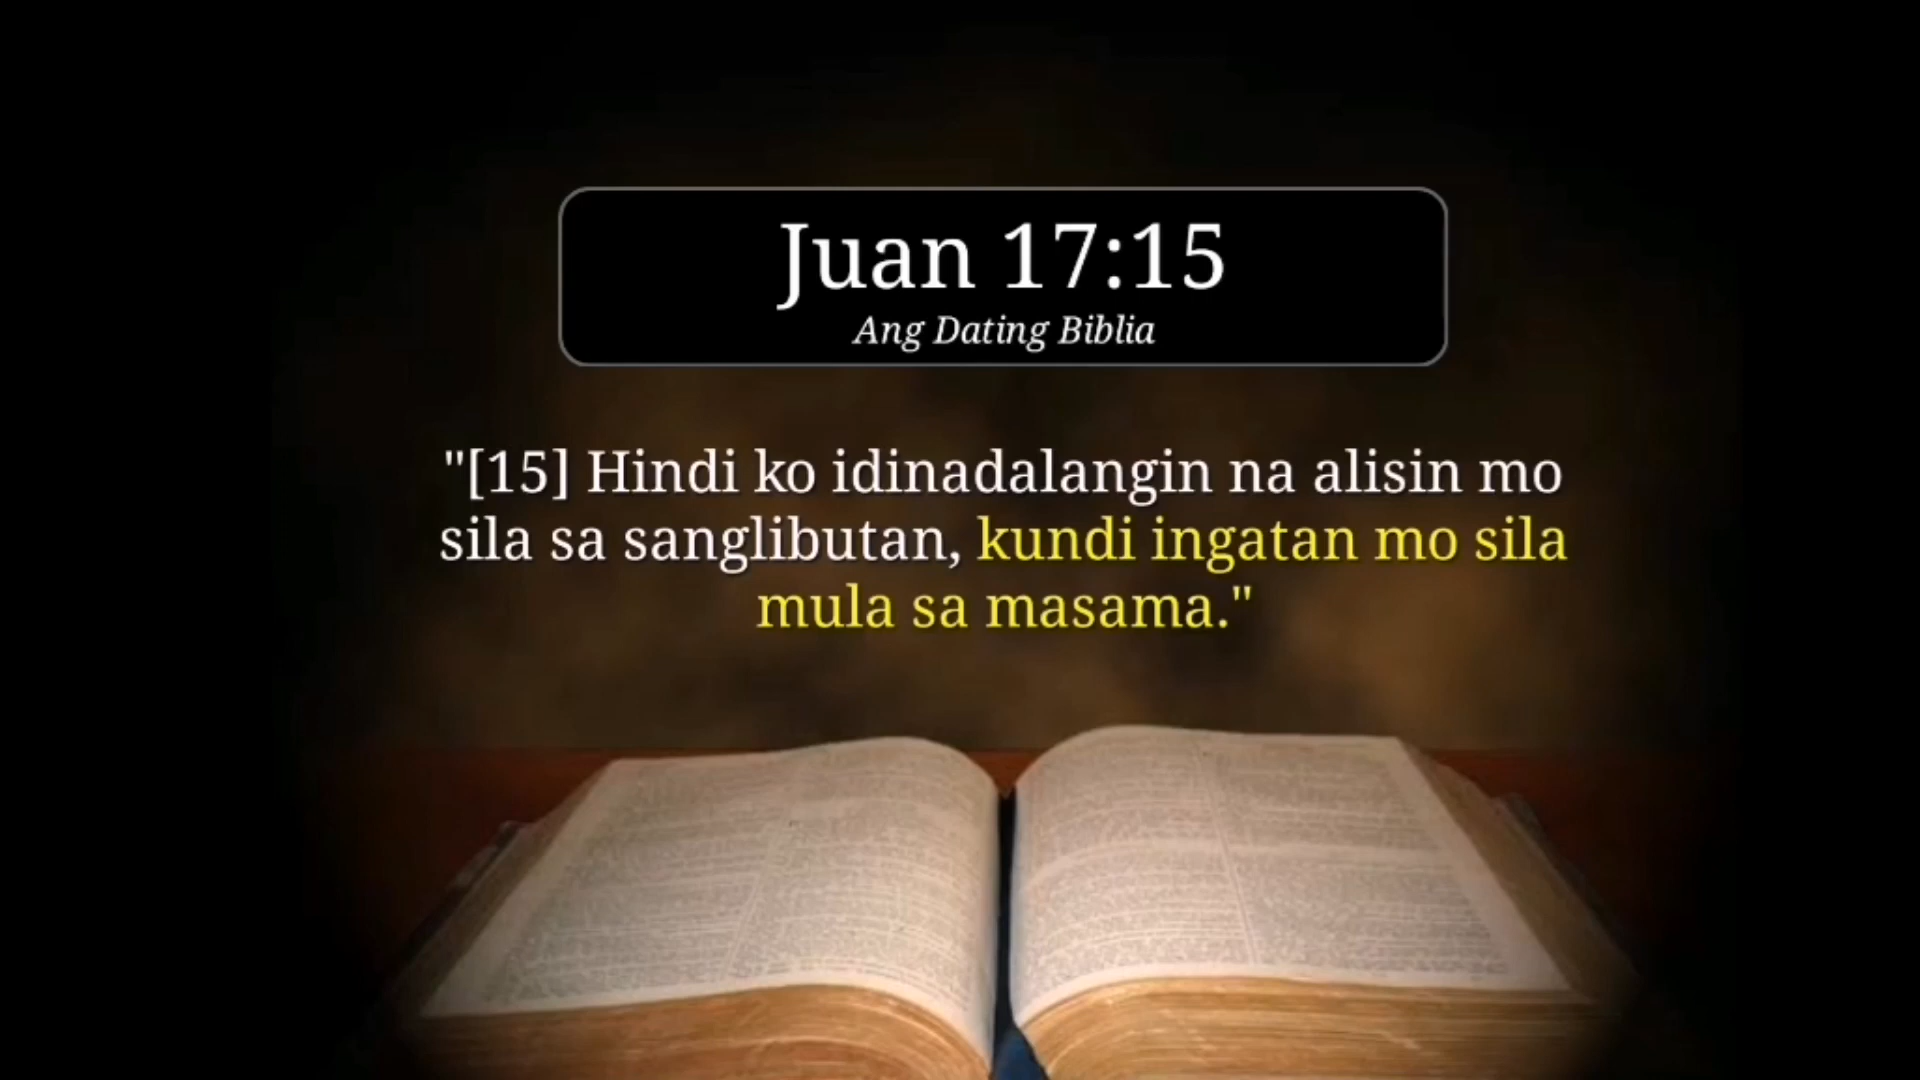 Juan 17:15
Ang Dating Biblia
"[15] Hindi ko idinadalangin na alisin mo
sila sa sanglibutan, kundi ingatan mo sila
mula sa masama."